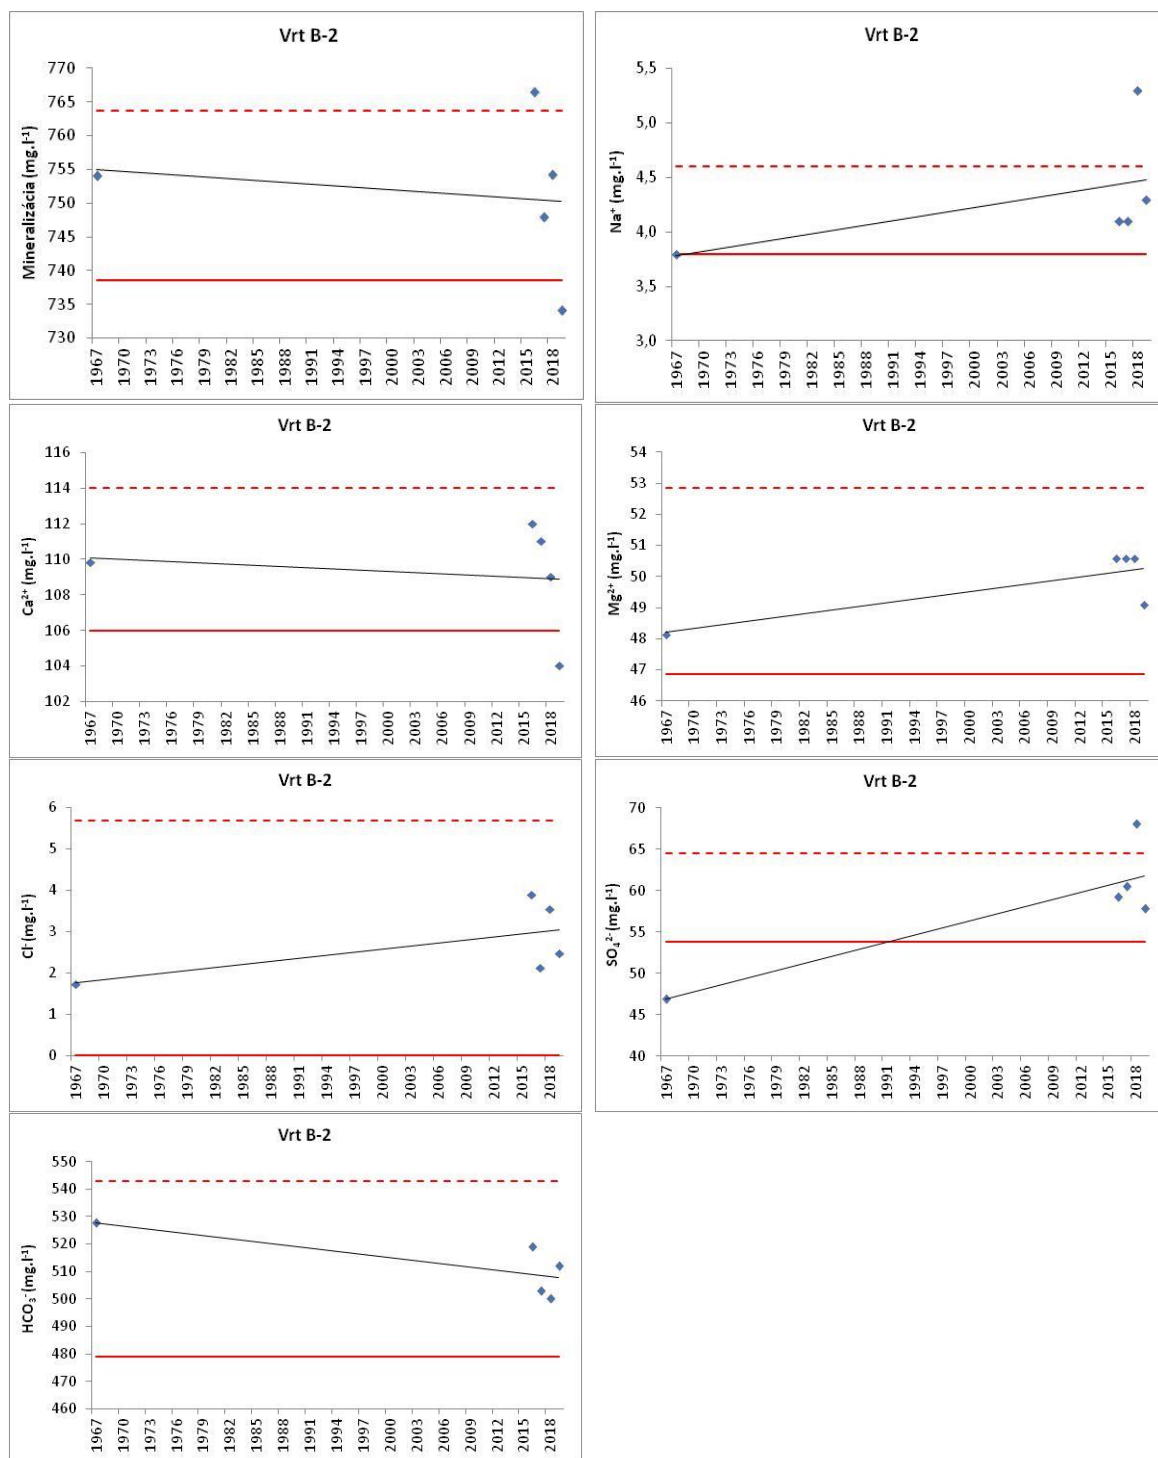 Vrt B-2
Mineralizácia (mg.l⁻¹)
770
765
760
755
750
745
740
735
730
1967 1970 1973 1976 1979 1982 1985 1988 1991 1994 1997 2000 2003 2006 2009 2012 2015 2018
Vrt B-2
Na⁺ (mg.l⁻¹)
5,5
5,0
4,5
4,0
3,5
3,0
1967 1970 1973 1976 1979 1982 1985 1988 1991 1994 1997 2000 2003 2006 2009 2012 2015 2018
Vrt B-2
Ca²⁺ (mg.l⁻¹)
116
114
112
110
108
106
104
102
1967 1970 1973 1976 1979 1982 1985 1988 1991 1994 1997 2000 2003 2006 2009 2012 2015 2018
Vrt B-2
Mg²⁺ (mg.l⁻¹)
54
53
52
51
50
49
48
47
46
1967 1970 1973 1976 1979 1982 1985 1988 1991 1994 1997 2000 2003 2006 2009 2012 2015 2018
Vrt B-2
Cl⁻ (mg.l⁻¹)
6
5
4
3
2
1
0
1967 1970 1973 1976 1979 1982 1985 1988 1991 1994 1997 2000 2003 2006 2009 2012 2015 2018
Vrt B-2
SO₄²⁻ (mg.l⁻¹)
70
65
60
55
50
45
40
1967 1970 1973 1976 1979 1982 1985 1988 1991 1994 1997 2000 2003 2006 2009 2012 2015 2018
Vrt B-2
HCO₃⁻ (mg.l⁻¹)
550
540
530
520
510
500
490
480
470
460
1967 1970 1973 1976 1979 1982 1985 1988 1991 1994 1997 2000 2003 2006 2009 2012 2015 2018